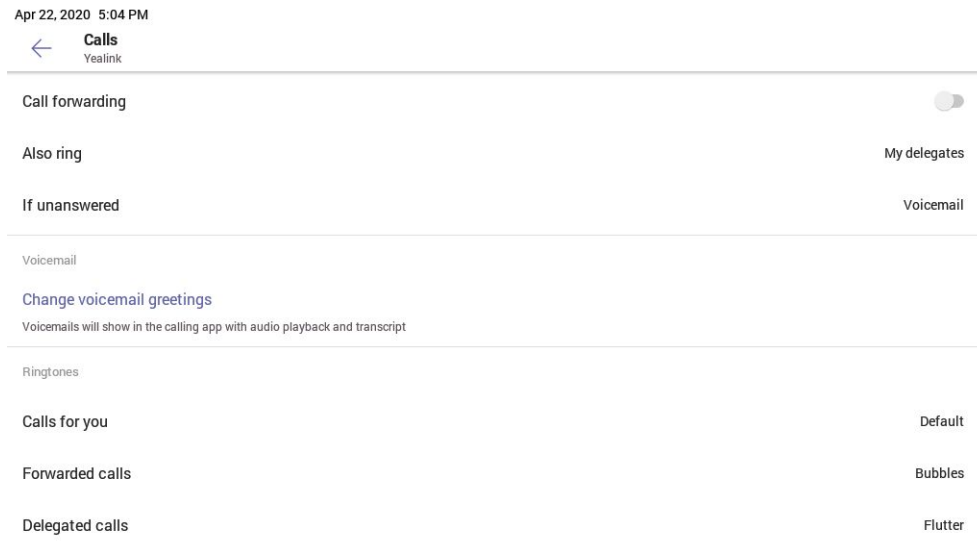 Apr 22, 2020 5:04 PM
Calls
Yealink
Call forwarding
Also ring My delegates
If unanswered Voicemail
Voicemail
Change voicemail greetings
Voicemails will show in the calling app with audio playback and transcript
Ringtones
Calls for you Default
Forwarded calls Bubbles
Delegated calls Flutter